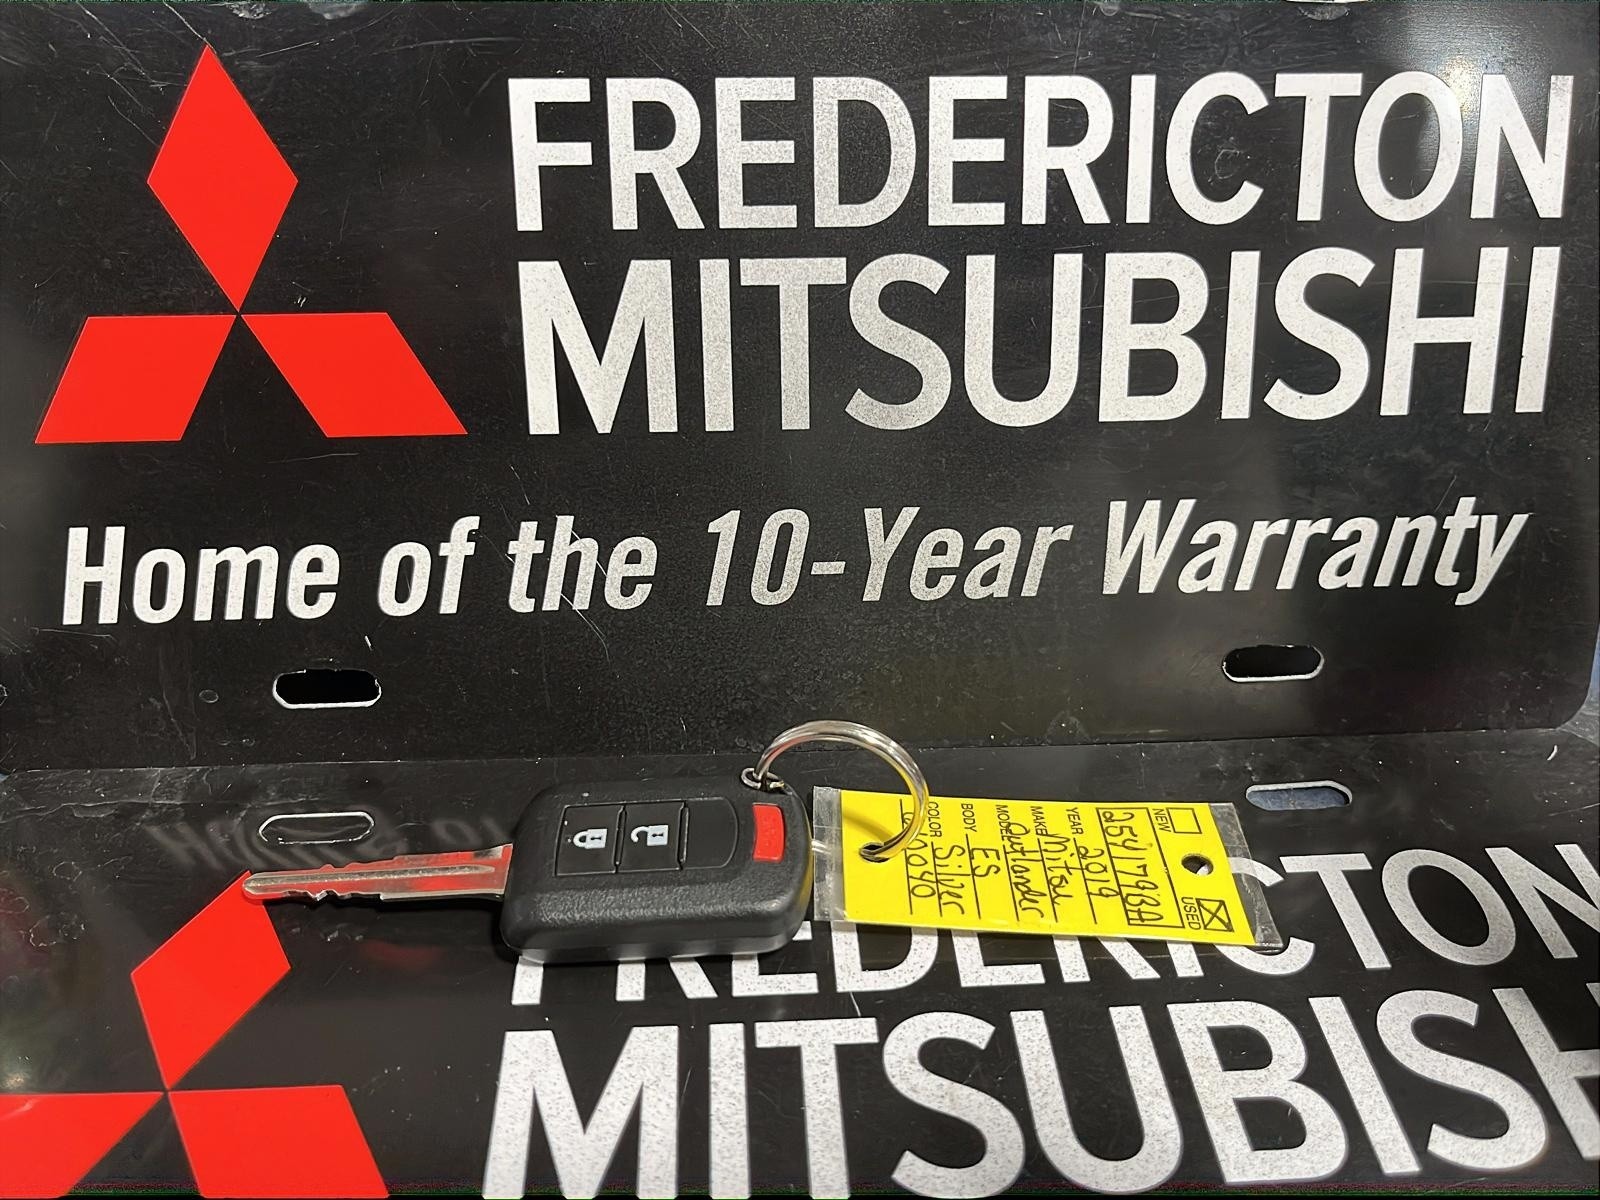 FREDERICTON
MITSUBISHI
Home of the 10-Year Warranty
NEW
USED
254179BA
YEAR 2019
MAKE Mitsu
MODEL Outlander
BODY ES
COLOR Silver
FREDERICTON
MITSUBISH